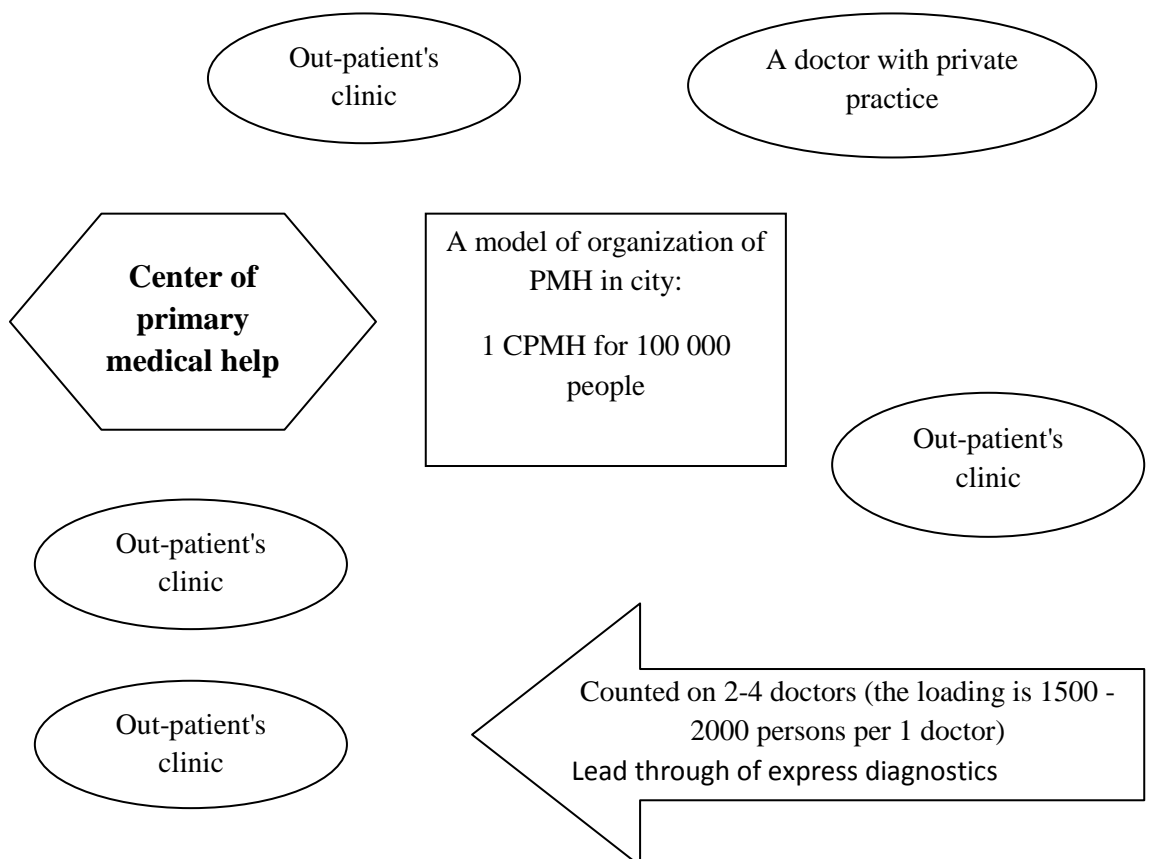 Out-patient's
clinic
A doctor with private
practice
Center of
primary
medical help
A model of organization of
PMH in city:
1 CPMH for 100 000
people
Out-patient's
clinic
Out-patient's
clinic
Counted on 2-4 doctors (the loading is 1500 -
2000 persons per 1 doctor)
Lead through of express diagnostics
Out-patient's
clinic